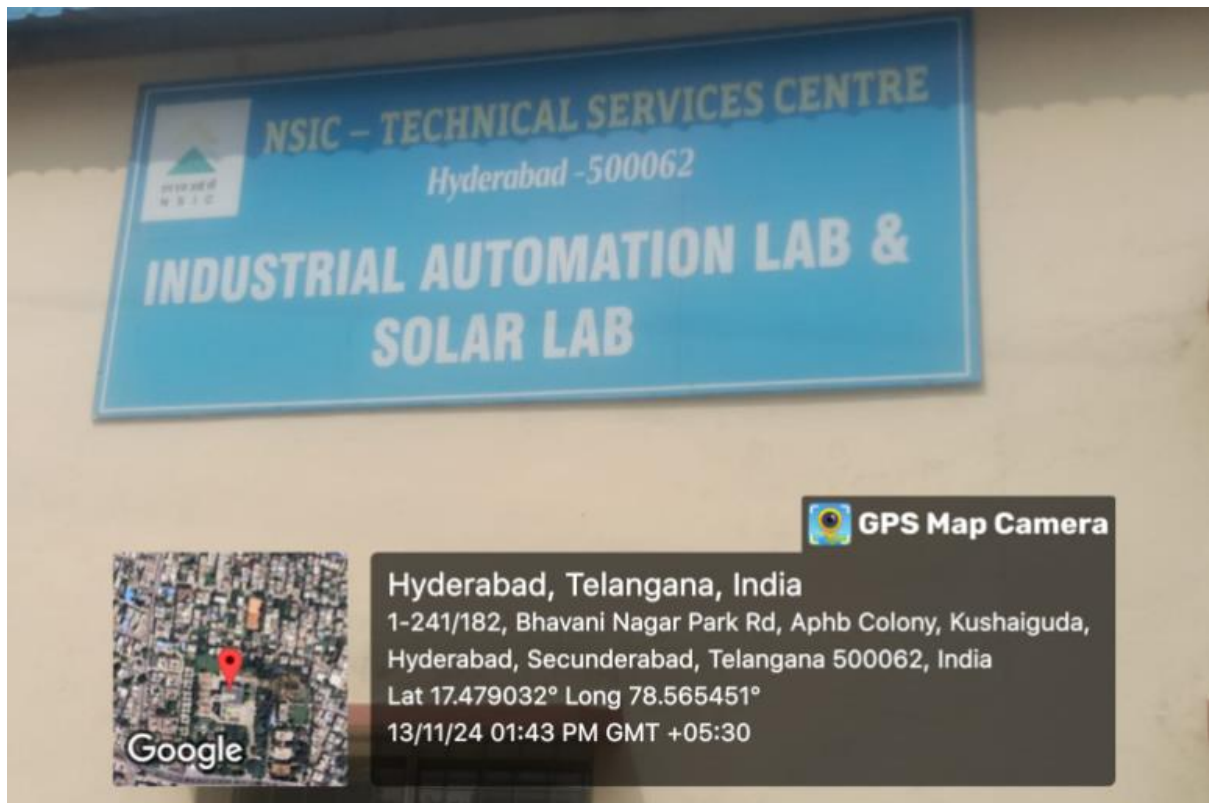 NSIC – TECHNICAL SERVICES CENTRE
Hyderabad -500062
NSIC
INDUSTRIAL AUTOMATION LAB &
SOLAR LAB
GPS Map Camera
Hyderabad, Telangana, India
1-241/182, Bhavani Nagar Park Rd, Aphb Colony, Kushaiguda,
Hyderabad, Secunderabad, Telangana 500062, India
Lat 17.479032° Long 78.565451°
13/11/24 01:43 PM GMT +05:30
Google